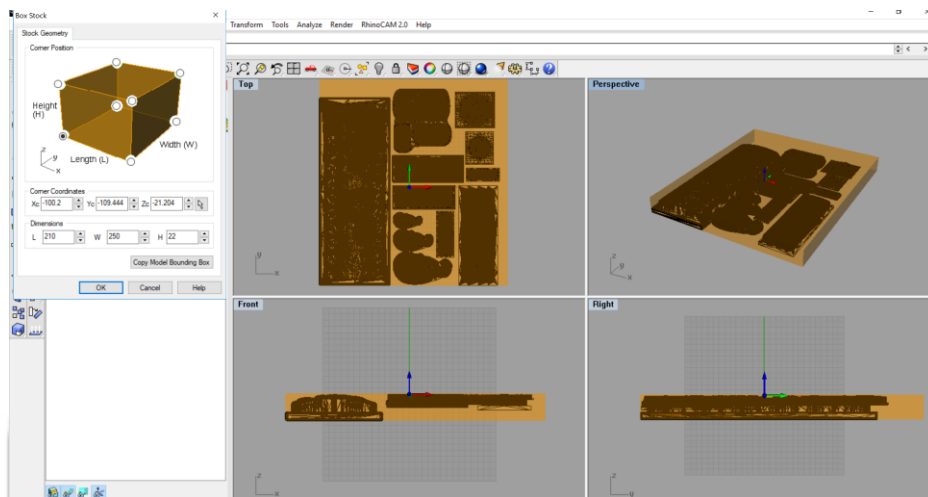 Box Stock
Stock Geometry
Corner Position
Height
(H)
Width (W)
Length (L)
z
y
x
Corner Coordinates
Xc -100.2 Yc -109.444 Zc -21.204
Dimensions
L 210 W 250 H 22
Copy Model Bounding Box
OK Cancel Help
Transform Tools Analyze Render RhinoCAM 2.0 Help
Top
y
x
Perspective
z
y
x
Front
z
x
Right
z
y